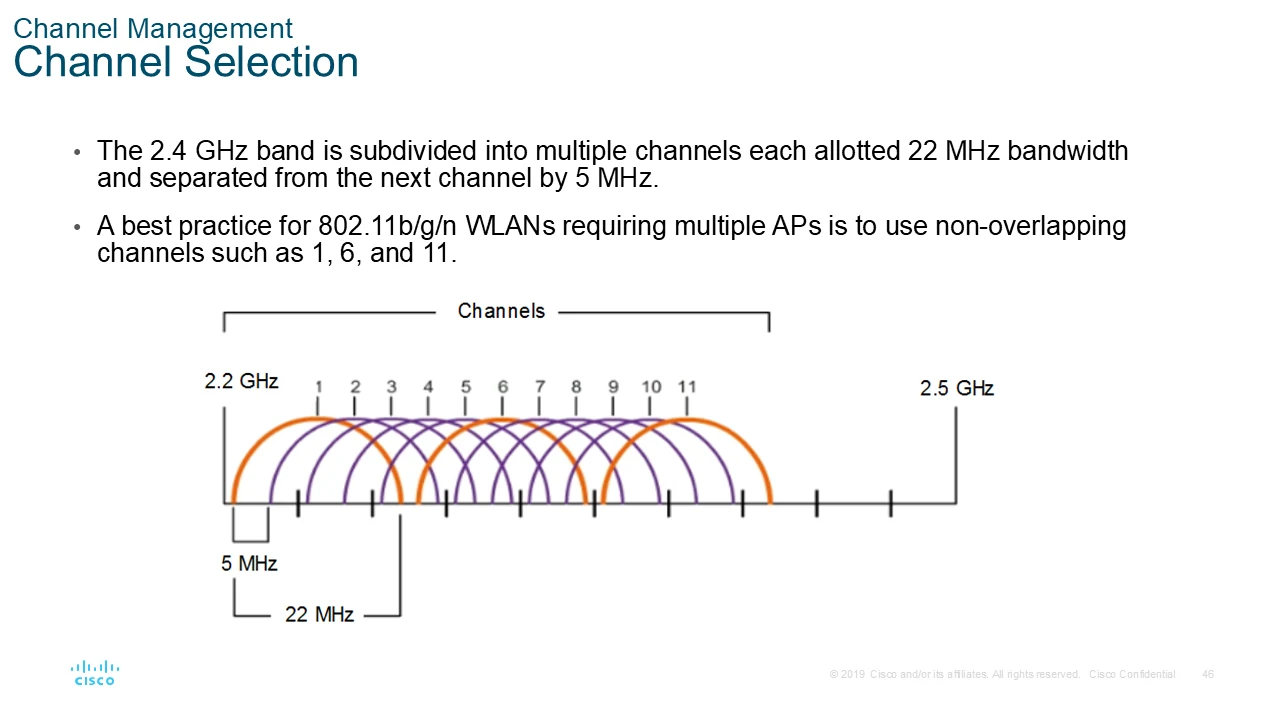 Channel Management
Channel Selection
• The 2.4 GHz band is subdivided into multiple channels each allotted 22 MHz bandwidth
and separated from the next channel by 5 MHz.
• A best practice for 802.11b/g/n WLANs requiring multiple APs is to use non-overlapping
channels such as 1, 6, and 11.
Channels
2.2 GHz 1 2 3 4 5 6 7 8 9 10 11 2.5 GHz
5 MHz
22 MHz
CISCO
© 2019 Cisco and/or its affiliates. All rights reserved. Cisco Confidential 46